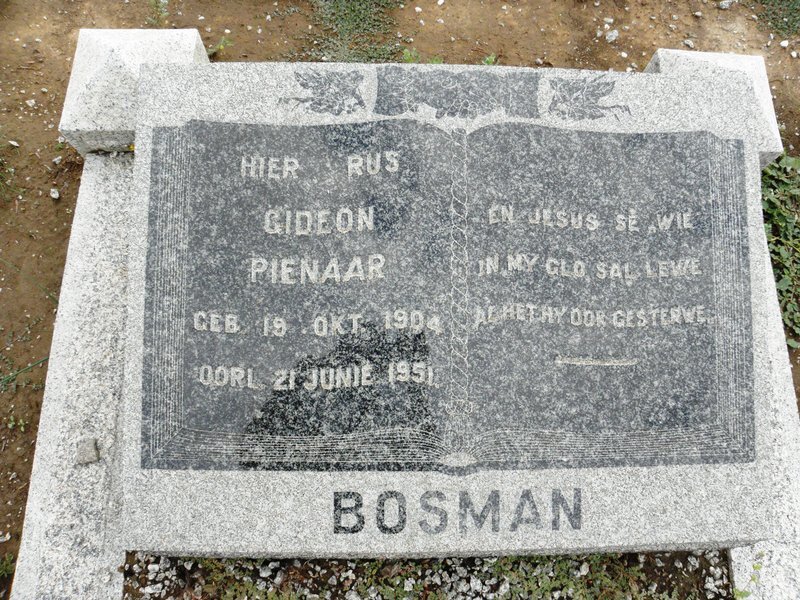 HIER RUS
GIDEON
PIENAAR
GEB. 19 OKT. 1904
OORL. 21 JUNIE 1951.
EN JESUS SÊ WIE
IN MY GLO SAL LEWE
AL HET HY OOK GESTERWE.
BOSMAN